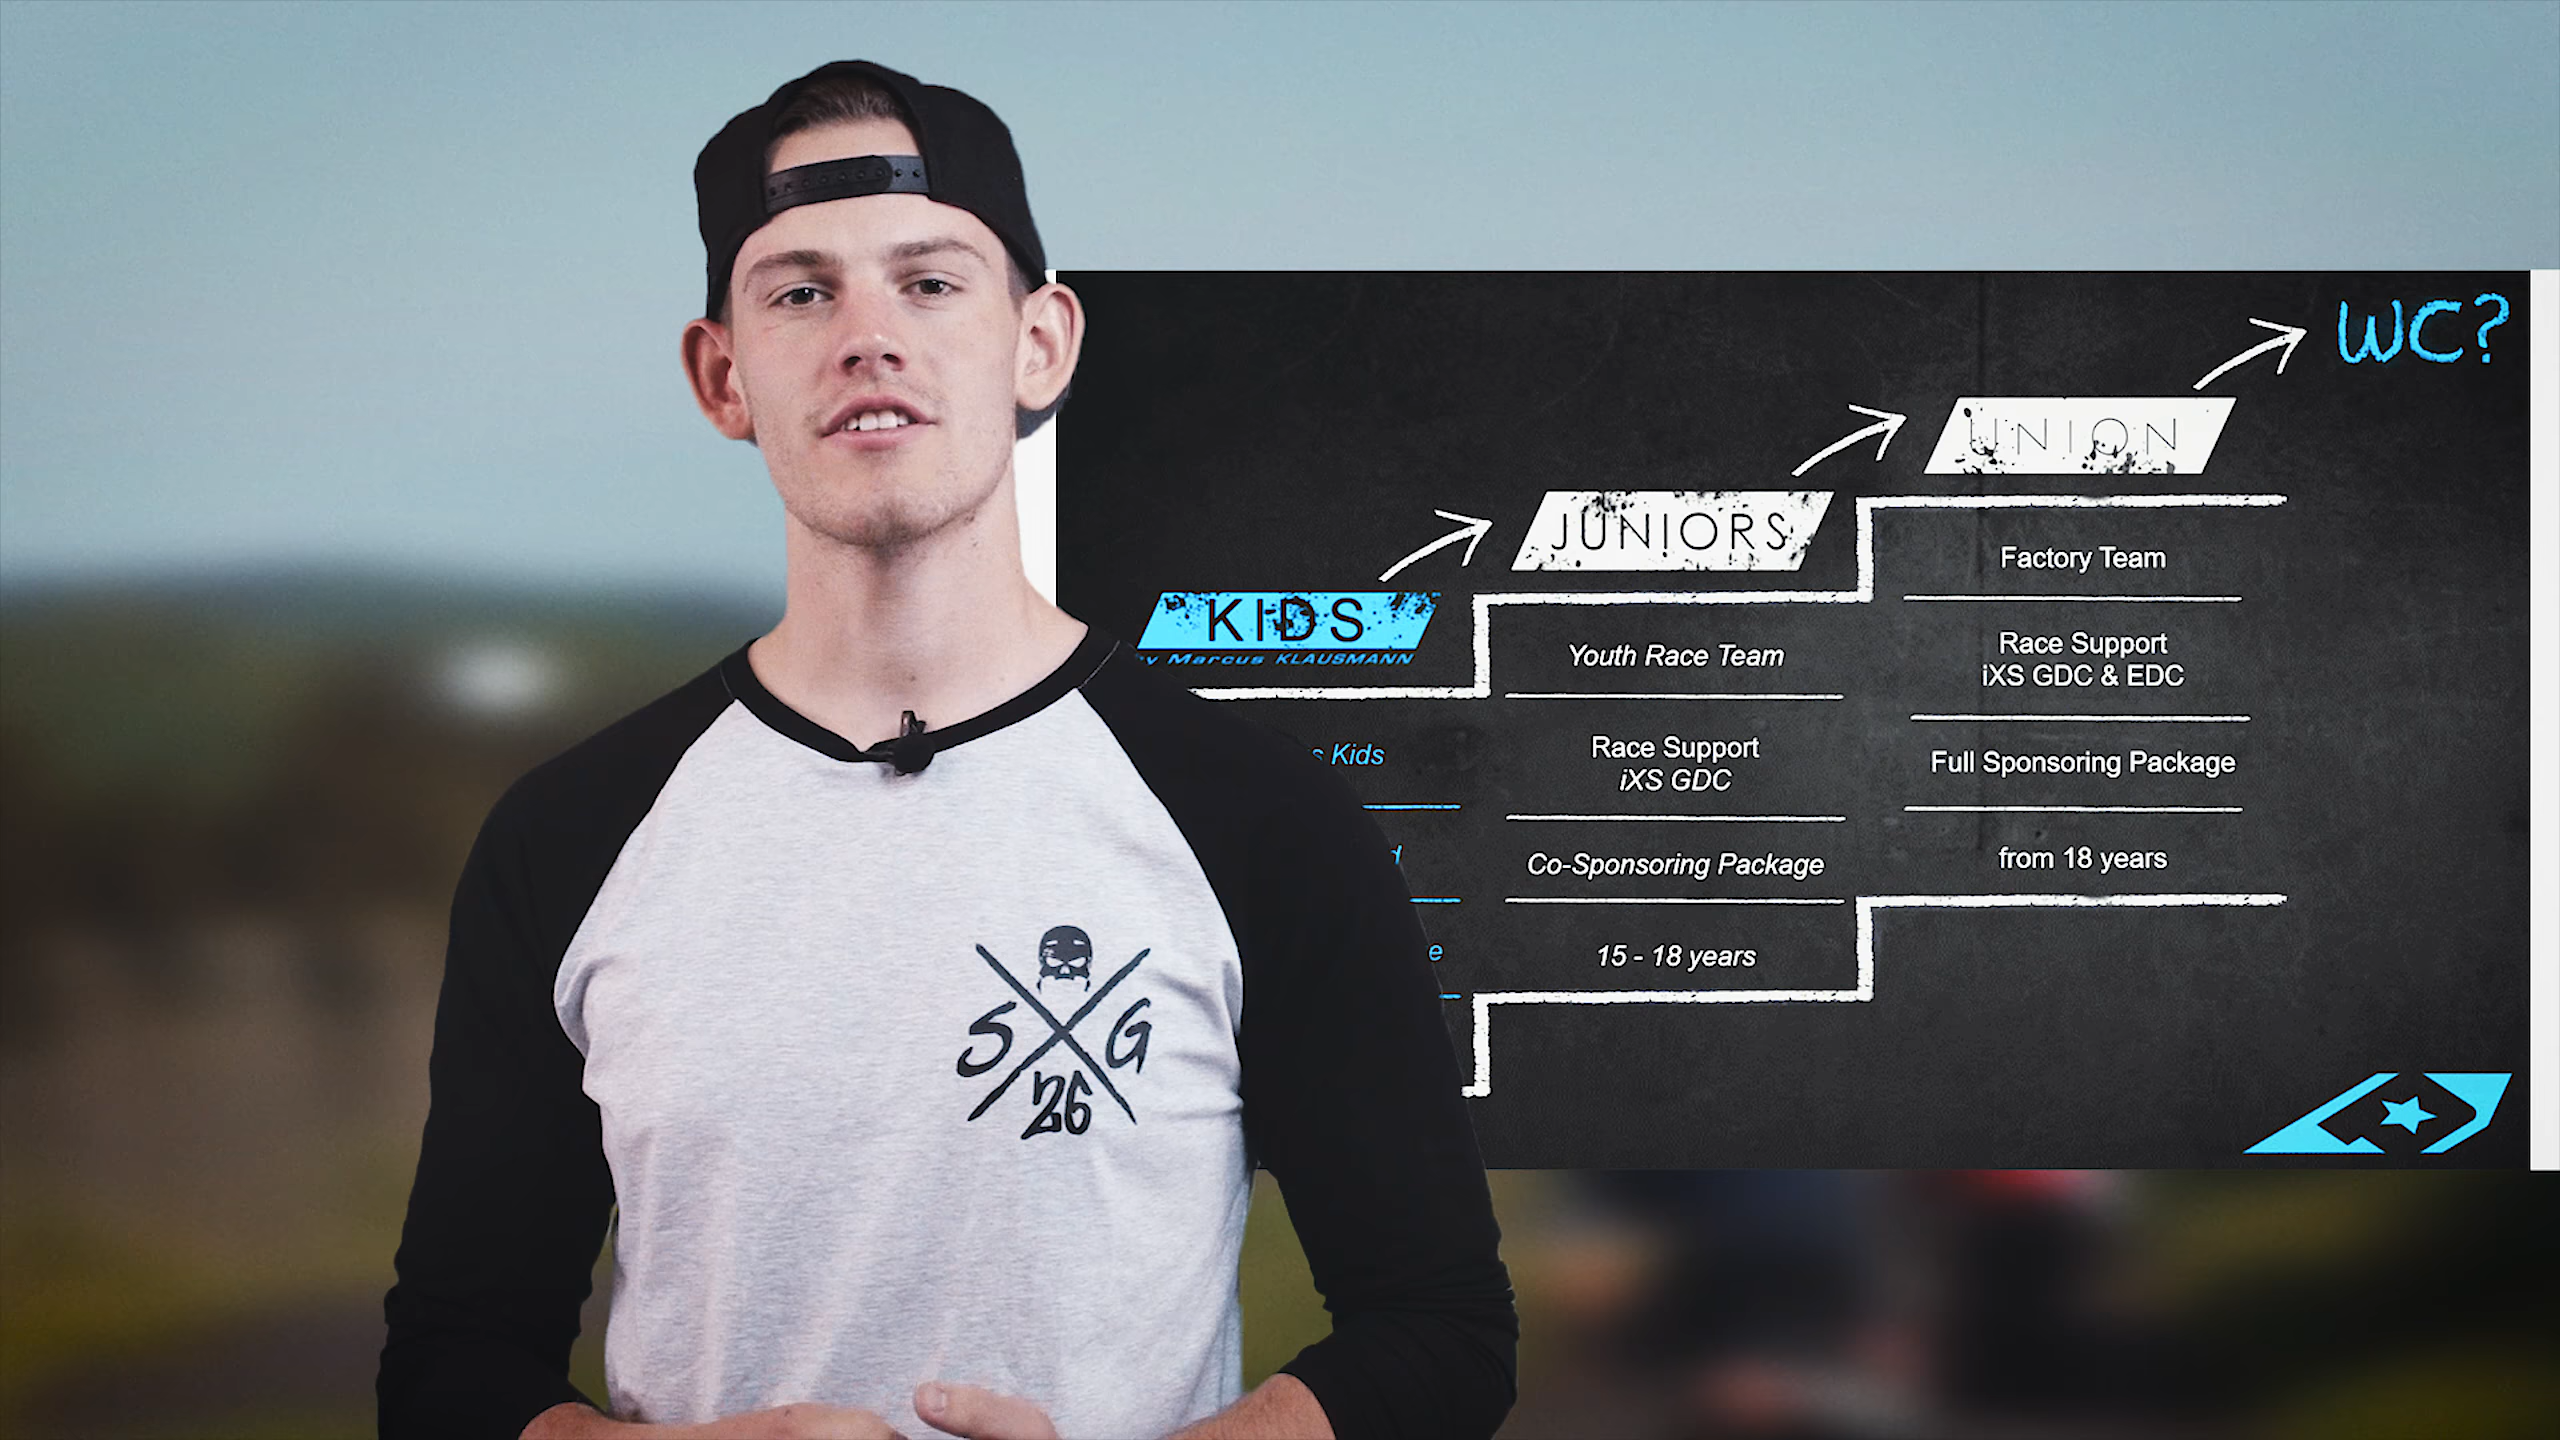 WC?
UNION
Factory Team
Race Support
iXS GDC & EDC
Full Sponsoring Package
from 18 years
JUNIORS
Youth Race Team
Race Support
iXS GDC
Co-Sponsoring Package
15 - 18 years
KIDS
Marcus KLAUSMANN
Kids
S G
26